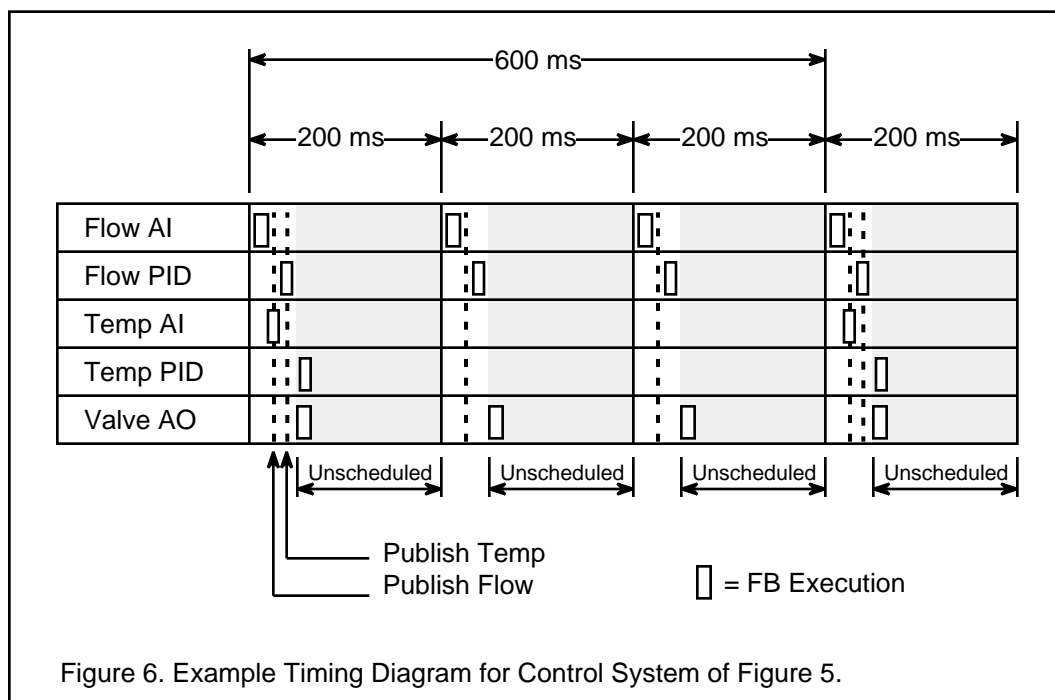 600 ms
200 ms 200 ms 200 ms 200 ms
Flow AI
Flow PID
Temp AI
Temp PID
Valve AO
Unscheduled Unscheduled Unscheduled Unscheduled
Publish Temp
Publish Flow
= FB Execution
Figure 6. Example Timing Diagram for Control System of Figure 5.